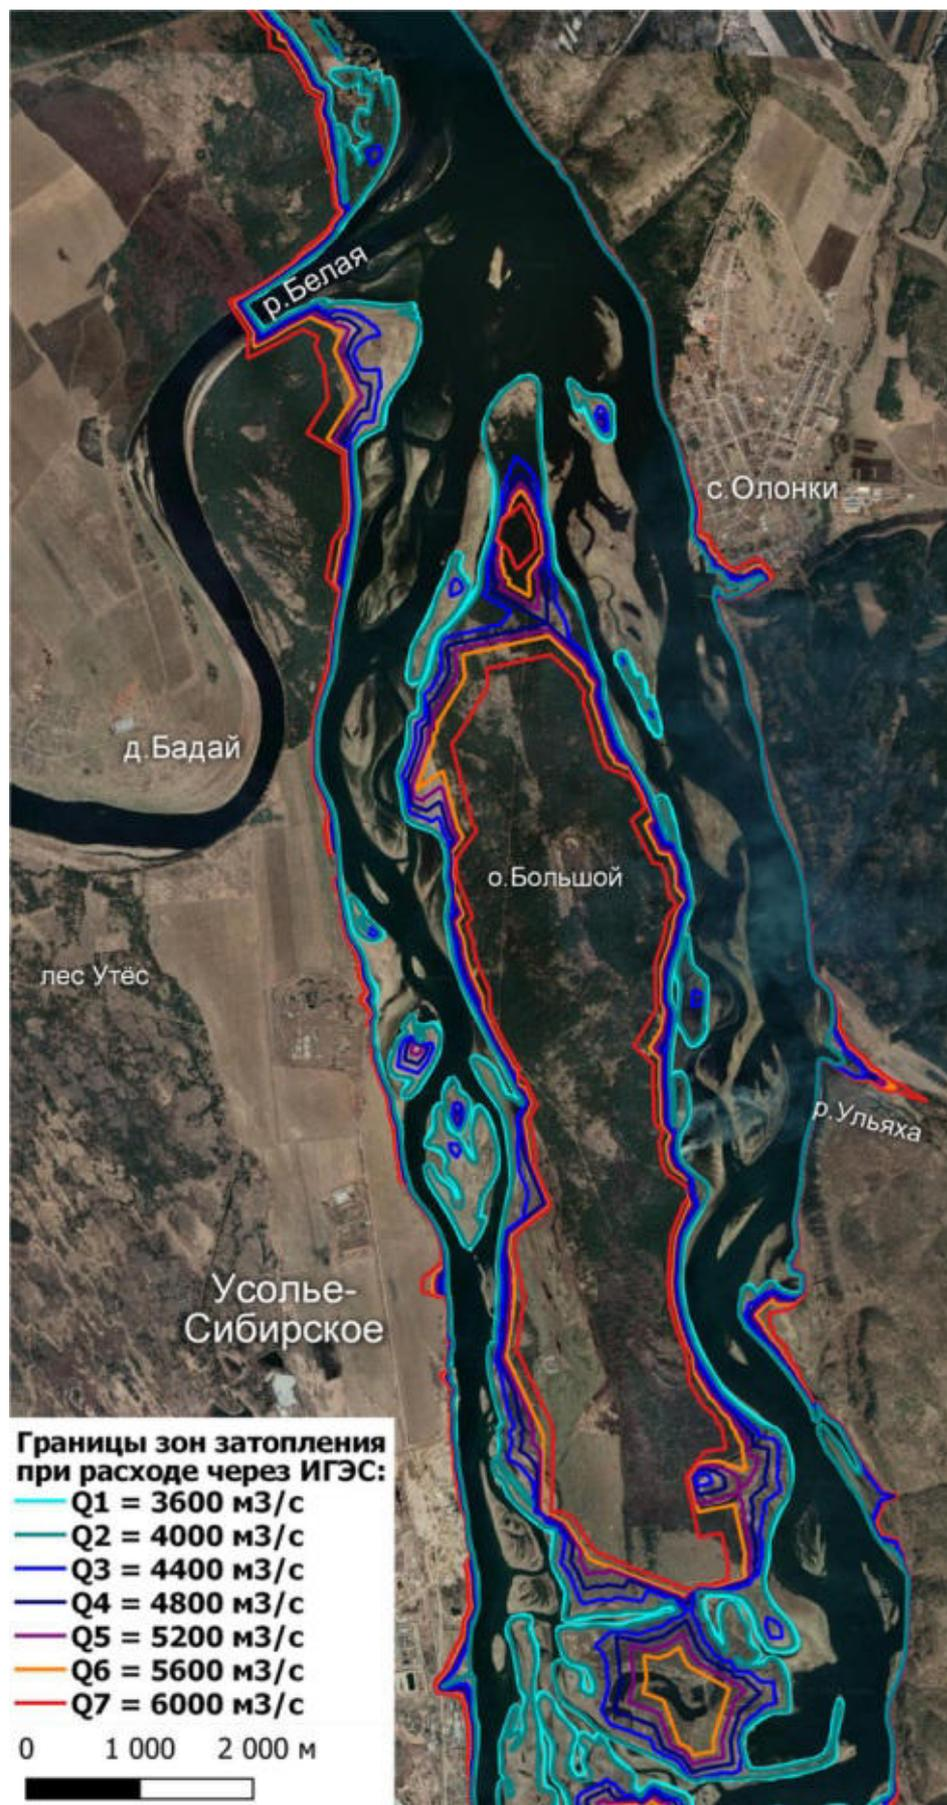 р.Белая
с.Олонки
д.Бадай
о.Большой
лес Утёс
р.Ульяха
Усолье-
Сибирское
Границы зон затопления
при расходе через ИГЭС:
Q1 = 3600 м3/с
Q2 = 4000 м3/с
Q3 = 4400 м3/с
Q4 = 4800 м3/с
Q5 = 5200 м3/с
Q6 = 5600 м3/с
Q7 = 6000 м3/с
0 1 000 2 000 м